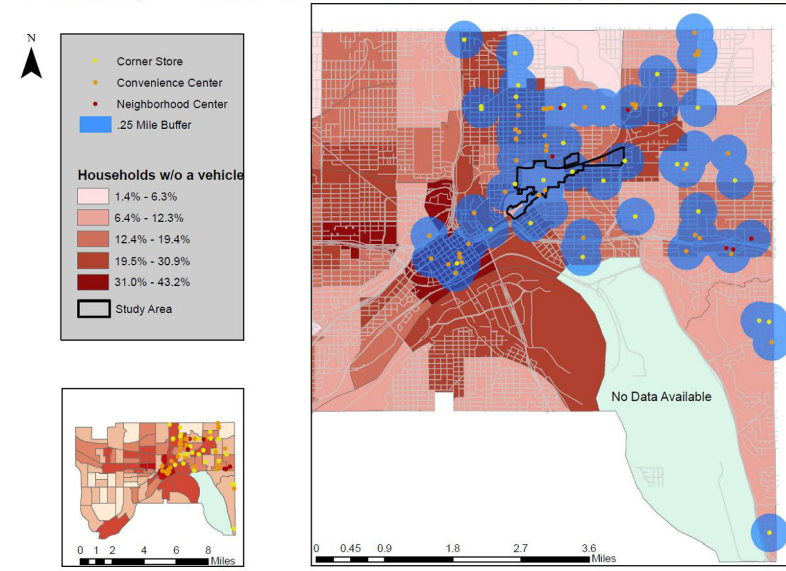 N
Corner Store
Convenience Center
Neighborhood Center
.25 Mile Buffer
Households w/o a vehicle
1.4% - 6.3%
6.4% - 12.3%
12.4% - 19.4%
19.5% - 30.9%
31.0% - 43.2%
Study Area
No Data Available
0 1 2 4 6 8
Miles
0 0.45 0.9 1.8 2.7 3.6
Miles